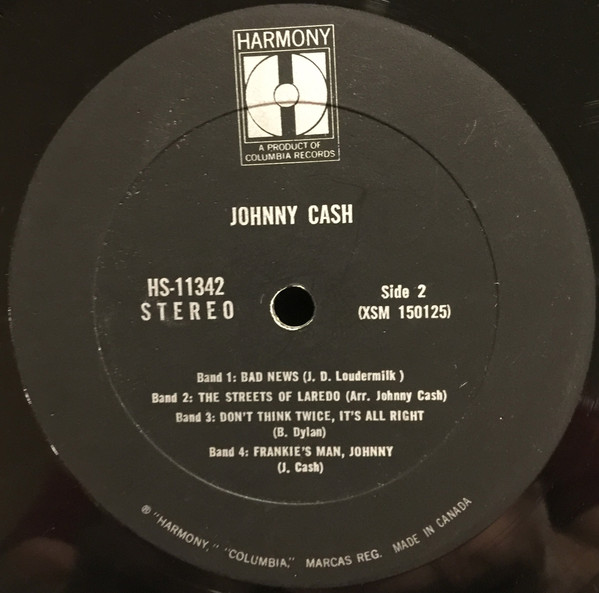 HARMONY
A PRODUCT OF
COLUMBIA RECORDS
JOHNNY CASH
HS-11342
STEREO
Side 2
(XSM 150125)
Band 1: BAD NEWS (J. D. Loudermilk )
Band 2: THE STREETS OF LAREDO (Arr. Johnny Cash)
Band 3: DON'T THINK TWICE, IT'S ALL RIGHT
(B. Dylan)
Band 4: FRANKIE'S MAN, JOHNNY
(J. Cash)
® "HARMONY," "COLUMBIA," MARCAS REG. MADE IN CANADA